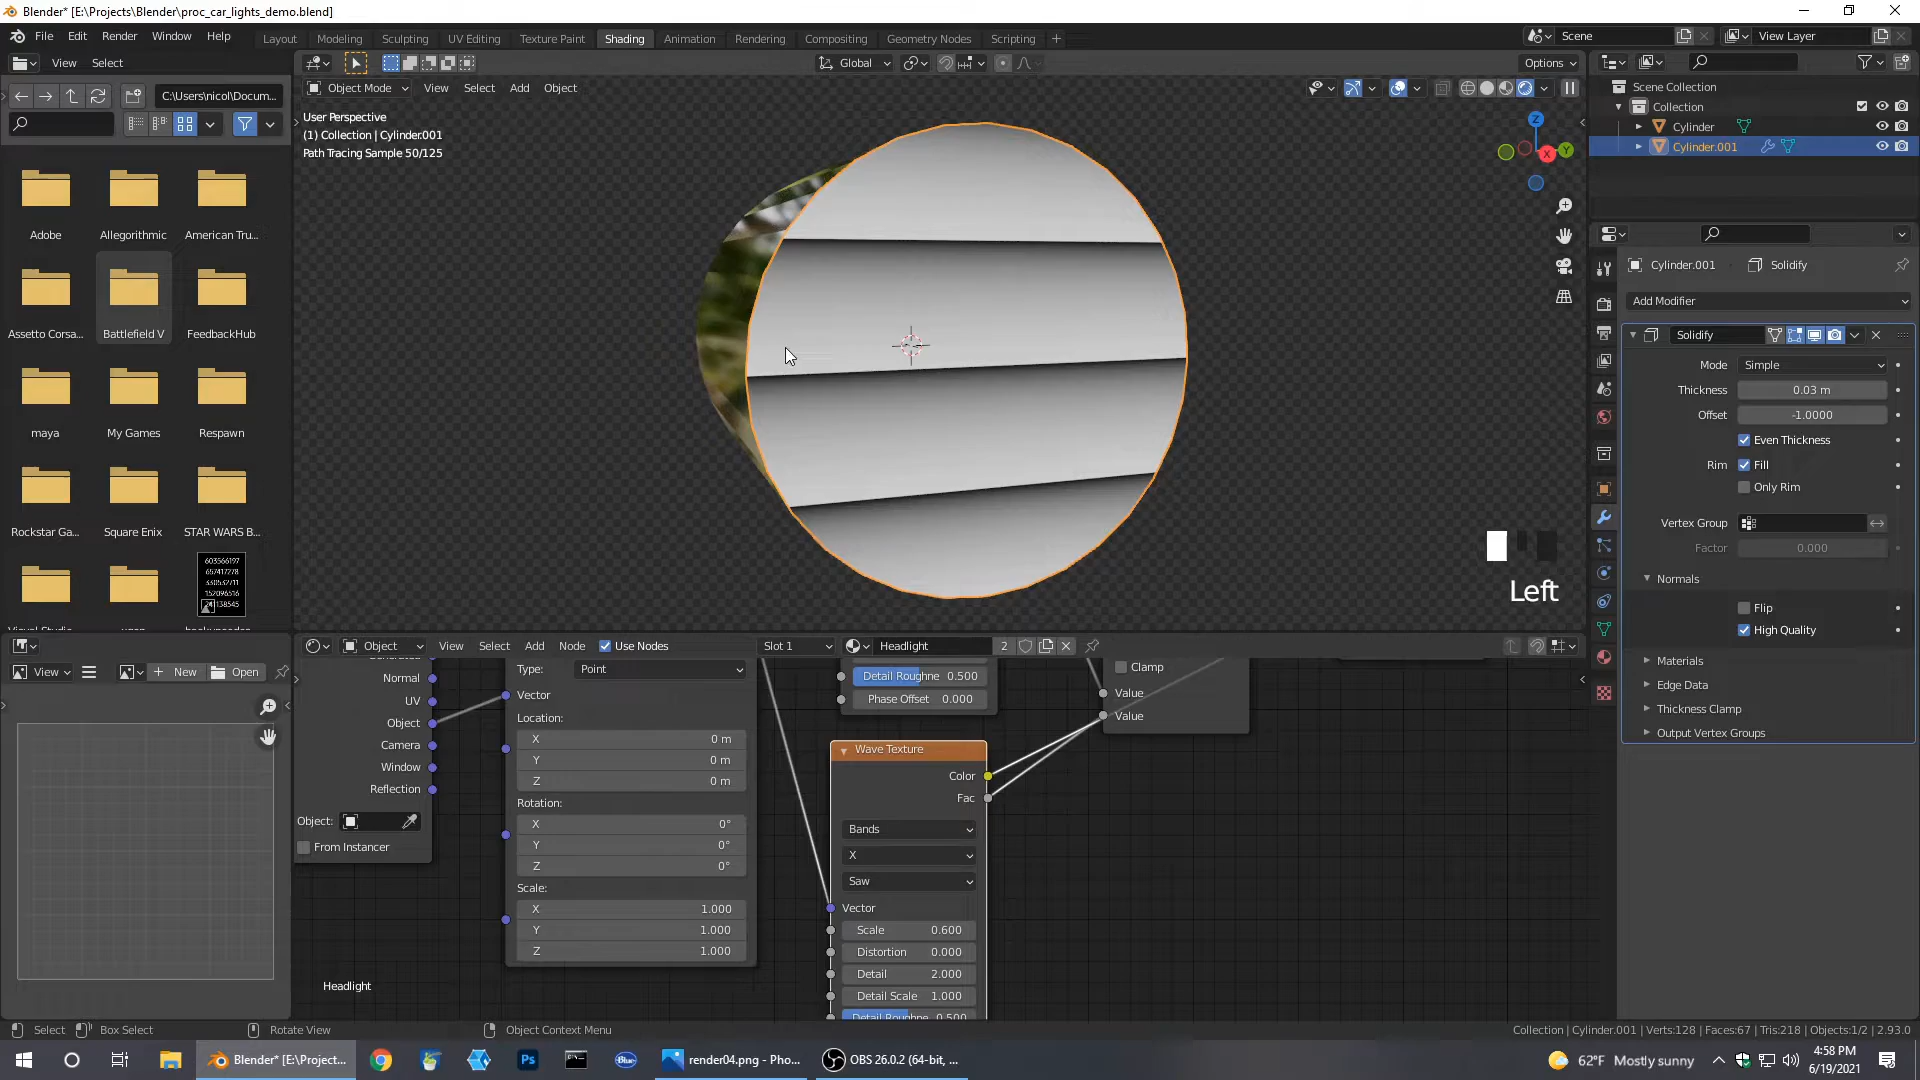 Blender* [E:\Projects\Blender\proc_car_lights_demo.blend]
File Edit Render Window Help
Layout Modeling Sculpting UV Editing Texture Paint Shading Animation Rendering Compositing Geometry Nodes Scripting +
Scene View Layer
View Select
Global
Options
C:\Users\nicol\Docum...
Object Mode View Select Add Object
User Perspective
(1) Collection | Cylinder.001
Path Tracing Sample 50/125
Z
Y
X
Scene Collection
Collection
Cylinder
Cylinder.001
Adobe
Allegorithmic
American Tru...
Assetto Corsa...
Battlefield V
FeedbackHub
maya
My Games
Respawn
Rockstar Ga...
Square Enix
STAR WARS B...
603566197
657417278
330532711
152096516
Left
Cylinder.001 Solidify
Add Modifier
Solidify
Mode Simple
Thickness 0.03 m
Offset -1.0000
Even Thickness
Rim Fill
Only Rim
Vertex Group
Factor 0.000
Normals
Flip
High Quality
Materials
Edge Data
Thickness Clamp
Output Vertex Groups
View New Open
Object View Select Add Node Use Nodes Slot 1 Headlight 2
Normal
UV
Object
Camera
Window
Reflection
Object:
From Instancer
Type: Point
Vector
Location:
X 0 m
Y 0 m
Z 0 m
Rotation:
X 0°
Y 0°
Z 0°
Scale:
X 1.000
Y 1.000
Z 1.000
Detail Roughne 0.500
Phase Offset 0.000
Clamp
Value
Value
Wave Texture
Color
Fac
Bands
X
Saw
Vector
Scale 0.600
Distortion 0.000
Detail 2.000
Detail Scale 1.000
Detail Roughne 0.500
Headlight
Select Box Select Rotate View Object Context Menu
Collection | Cylinder.001 | Verts:128 | Faces:67 | Tris:218 | Objects:1/2 | 2.93.0
Blender* [E:\Project...
Ps
Blue
render04.png - Pho...
OBS 26.0.2 (64-bit, ...
62°F Mostly sunny
4:58 PM
6/19/2021